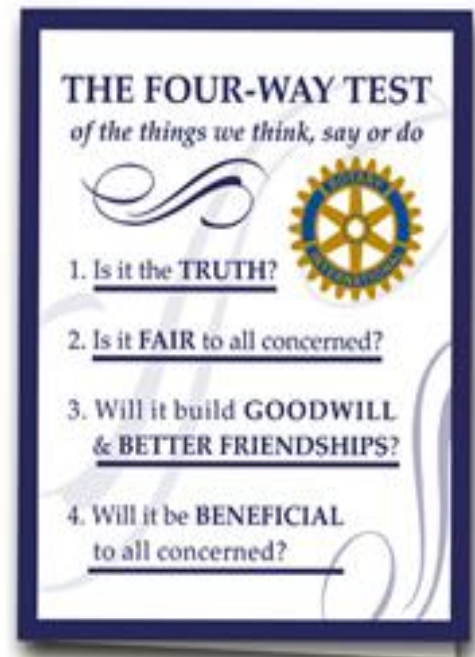 THE FOUR-WAY TEST
of the things we think, say or do
ROTARY
INTERNATIONAL
1. Is it the TRUTH?
2. Is it FAIR to all concerned?
3. Will it build GOODWILL
& BETTER FRIENDSHIPS?
4. Will it be BENEFICIAL
to all concerned?